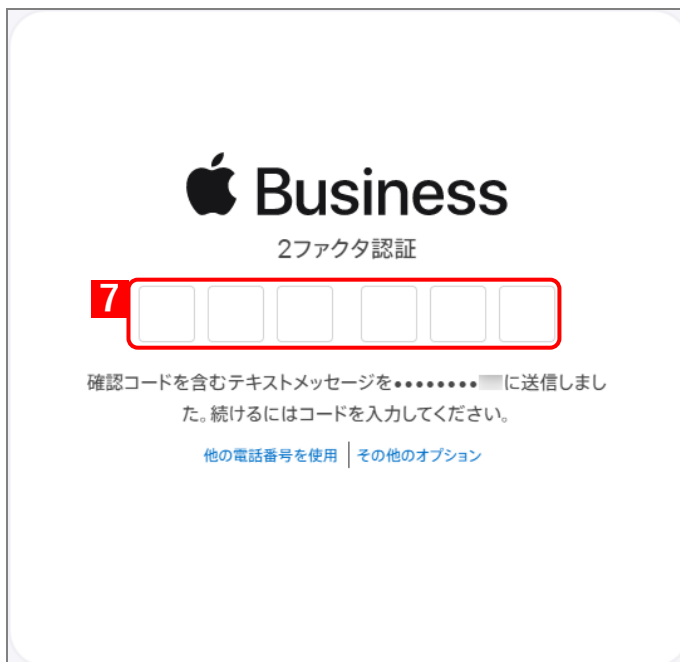 Business
2ファクタ認証
7
確認コードを含むテキストメッセージを••••••••に送信しまし
た。続けるにはコードを入力してください。
他の電話番号を使用 その他のオプション